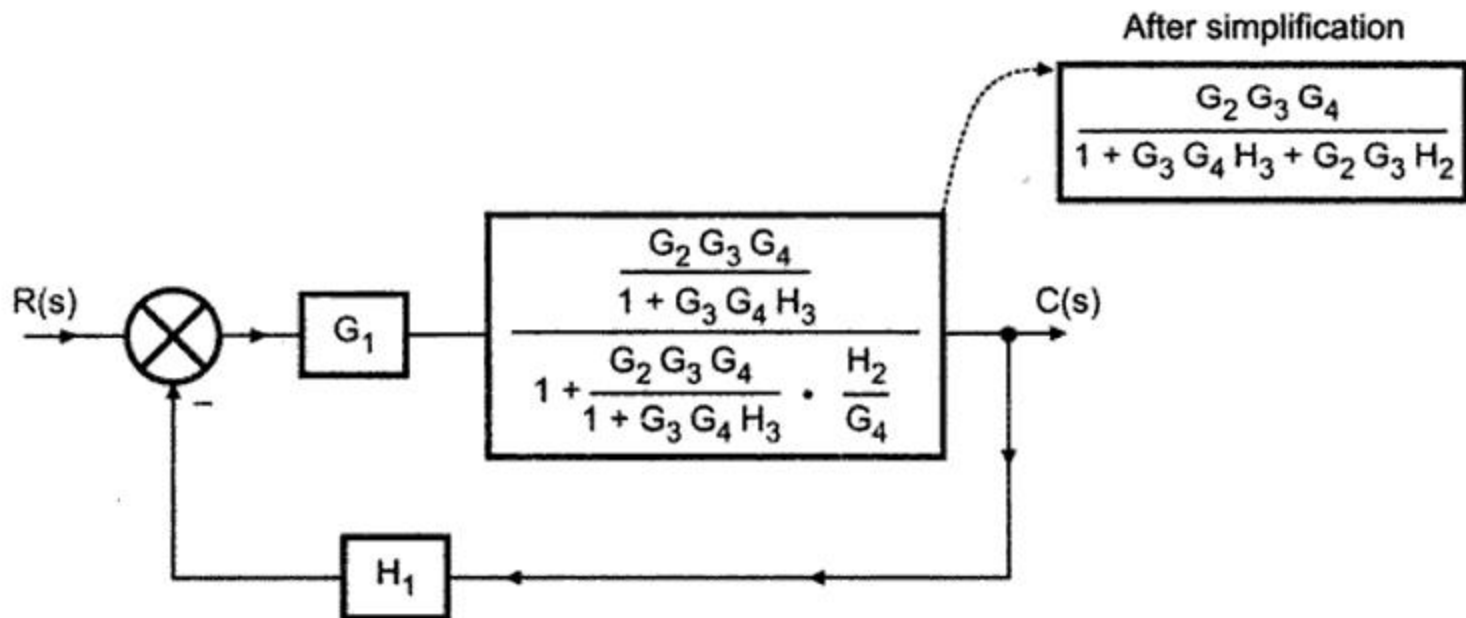 After simplification
G₂ G₃ G₄
1 + G₃ G₄ H₃ + G₂ G₃ H₂
R(s)
G₁
G₂ G₃ G₄
1 + G₃ G₄ H₃
1 + G₂ G₃ G₄ / 1 + G₃ G₄ H₃ · H₂ / G₄
C(s)
–
H₁